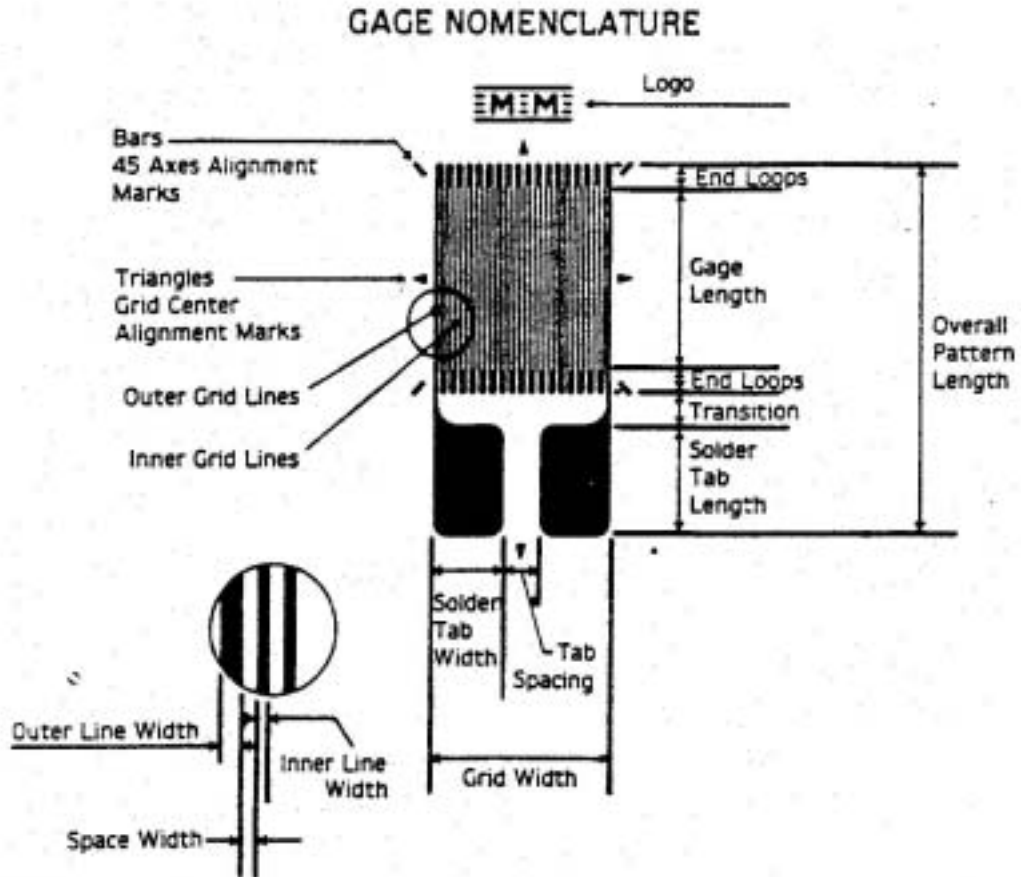 GAGE NOMENCLATURE
MM
Logo
Bars
45 Axes Alignment
Marks
End Loops
Triangles
Grid Center
Alignment Marks
Gage
Length
Overall
Pattern
Length
Outer Grid Lines
End Loops
Transition
Inner Grid Lines
Solder
Tab
Length
Solder
Tab
Width
Tab
Spacing
Outer Line Width
Inner Line
Width
Grid Width
Space Width